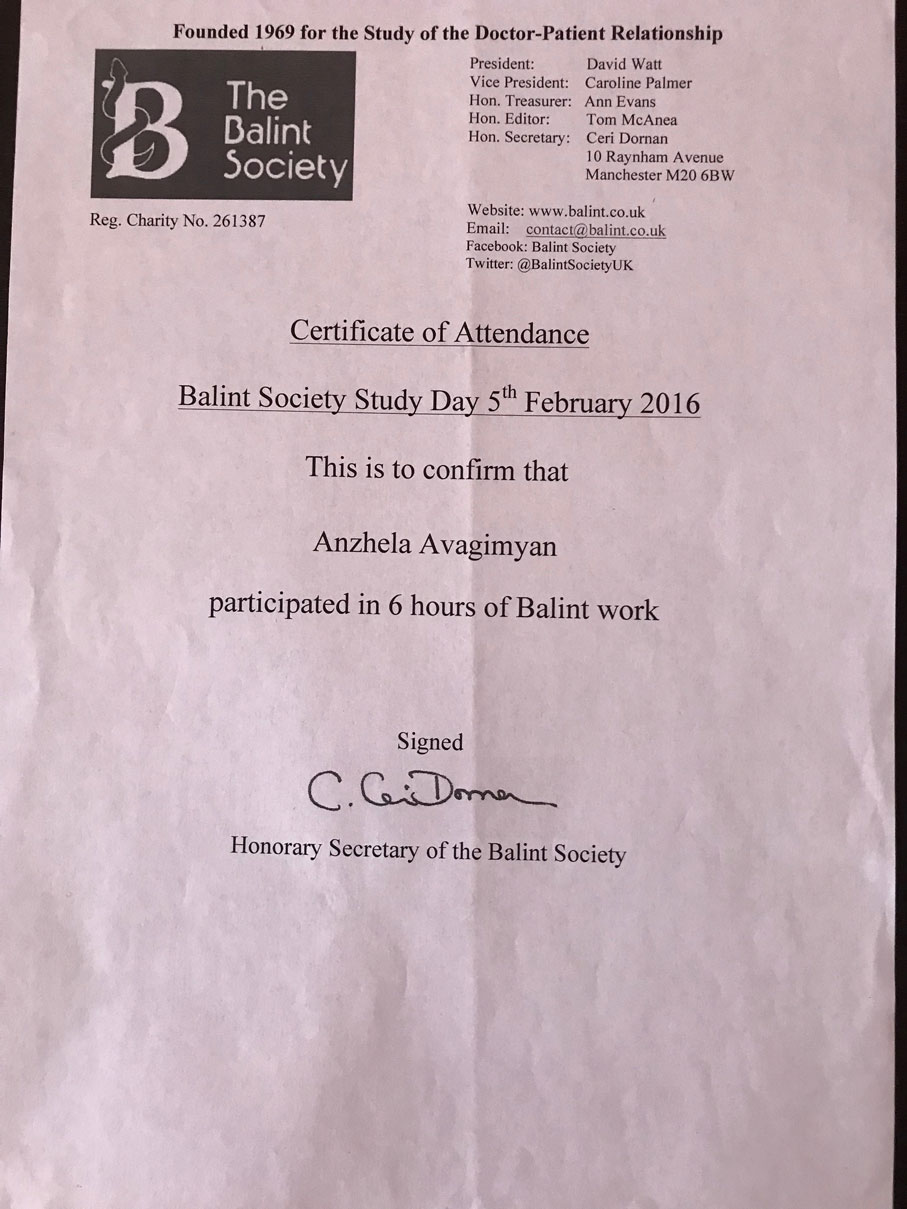 Founded 1969 for the Study of the Doctor-Patient Relationship
B The
Balint
Society
Reg. Charity No. 261387
President: David Watt
Vice President: Caroline Palmer
Hon. Treasurer: Ann Evans
Hon. Editor: Tom McAnea
Hon. Secretary: Ceri Dornan
10 Raynham Avenue
Manchester M20 6BW
Website: www.balint.co.uk
Email: contact@balint.co.uk
Facebook: Balint Society
Twitter: @BalintSocietyUK
Certificate of Attendance
Balint Society Study Day 5th February 2016
This is to confirm that
Anzhela Avagimyan
participated in 6 hours of Balint work
Signed
C. Ceri Dornan
Honorary Secretary of the Balint Society